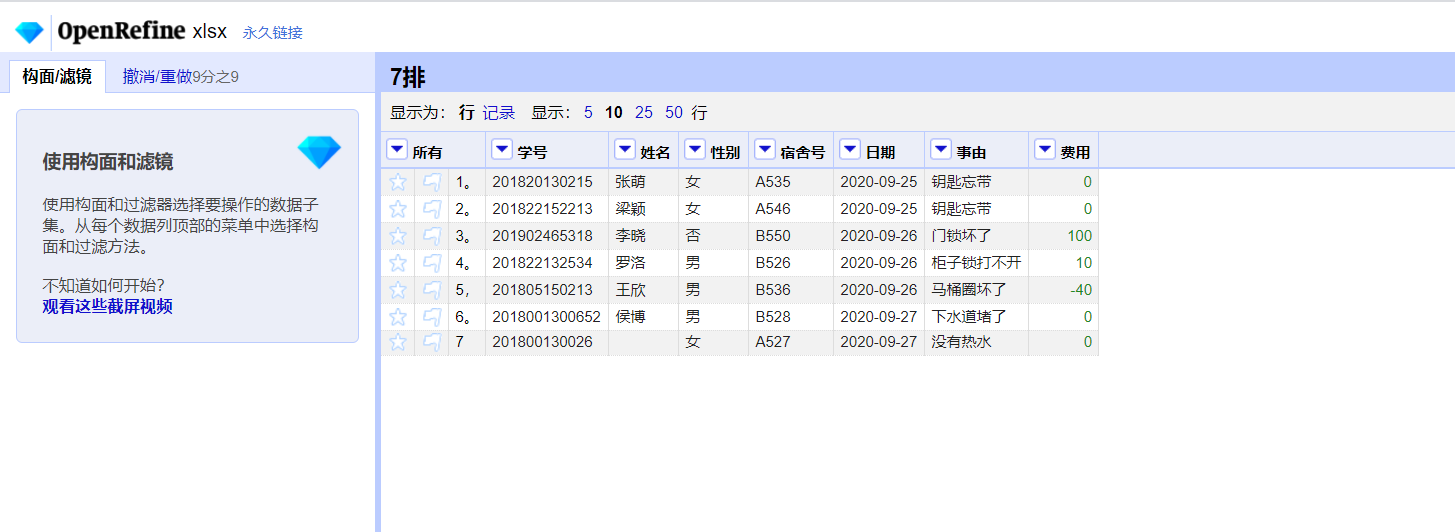 OpenRefine xlsx 永久链接
构面/滤镜 撤消/重做9分之9
使用构面和滤镜
使用构面和过滤器选择要操作的数据子
集。从每个数据列顶部的菜单中选择构
面和过滤方法。
不知道如何开始?
观看这些截屏视频
7排
显示为: 行 记录 显示: 5 10 25 50 行
所有 学号 姓名 性别 宿舍号 日期 事由 费用
1。 201820130215 张萌 女 A535 2020-09-25 钥匙忘带 0
2。 201822152213 梁颖 女 A546 2020-09-25 钥匙忘带 0
3。 201902465318 李晓 否 B550 2020-09-26 门锁坏了 100
4。 201822132534 罗洛 男 B526 2020-09-26 柜子锁打不开 10
5, 201805150213 王欣 男 B536 2020-09-26 马桶圈坏了 -40
6。 2018001300652 侯博 男 B528 2020-09-27 下水道堵了 0
7 201800130026 女 A527 2020-09-27 没有热水 0